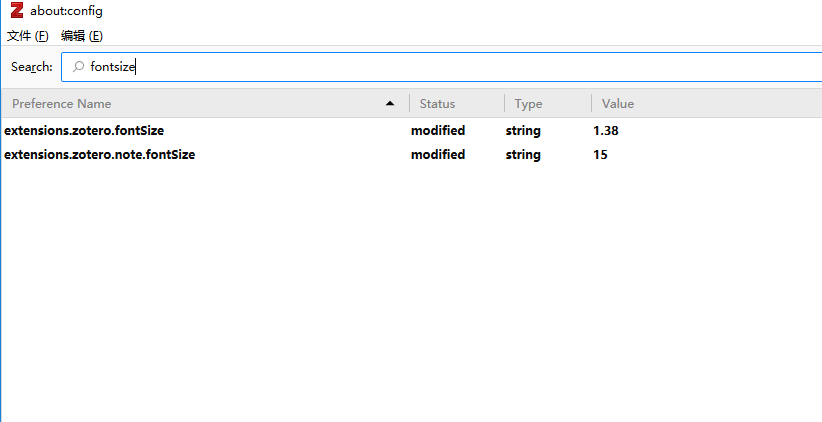 about:config
文件 (F) 编辑 (E)
Search: fontsize
Preference Name Status Type Value
extensions.zotero.fontSize modified string 1.38
extensions.zotero.note.fontSize modified string 15